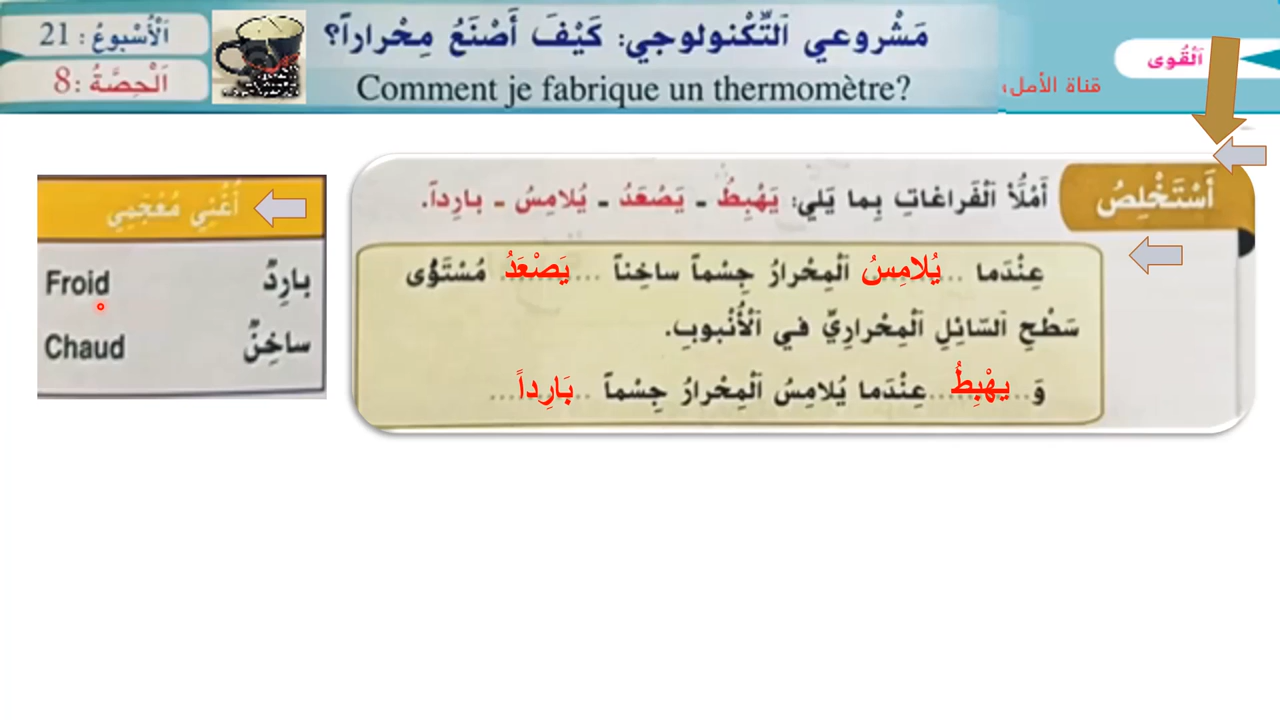 اَلْقُوى
قناة الأمل،
مَشْروعي اَلتِّكْنولوجي: كَيْفَ أَصْنَعُ مِحْراراً؟
Comment je fabrique un thermomètre?
اَلْأُسْبوعُ : 21
اَلْحِصَّةُ : 8
أَسْتَخْلِصُ
أَمْلَأُ اَلْفَراغاتِ بِما يَلي: يَهْبِطُ - يَصْعَدُ - يُلامِسُ - بارِداً.
عِنْدَما ..يُلامِسُ.. اَلْمِحْرارُ جِسْماً ساخِناً ...يَصْعَدُ... مُسْتَوى
سَطْحِ اَلسّائِلِ اَلْمِحْرارِيِّ في اَلْأُنْبوبِ.
وَ ...يهْبِطُ... عِنْدَما يُلامِسُ اَلْمِحْرارُ جِسْماً ..بَارِداً....
أُغْني مُعْجَمي
بارِدٌ Froid
ساخِنٌ Chaud